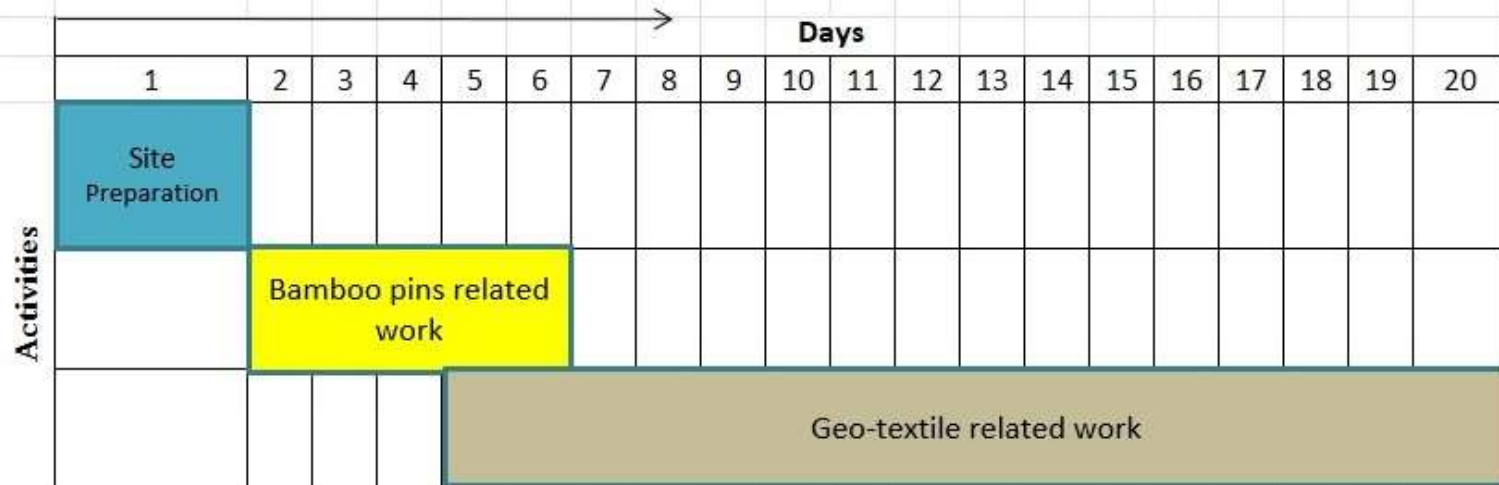 Days
1 2 3 4 5 6 7 8 9 10 11 12 13 14 15 16 17 18 19 20
Activities
Site
Preparation
Bamboo pins related
work
Geo-textile related work